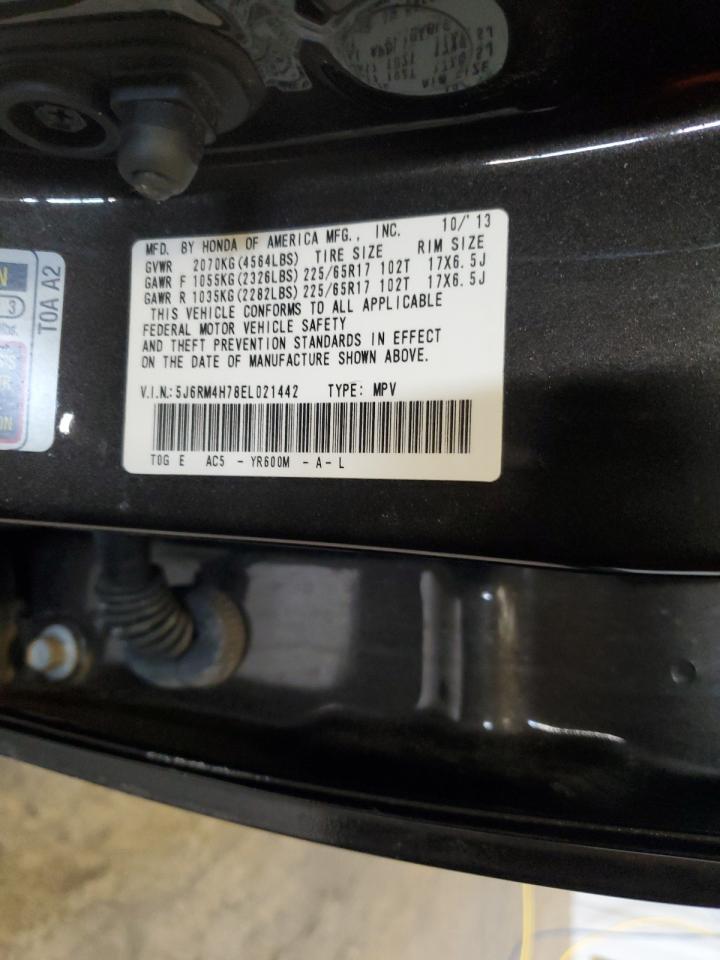 10/'13
MFD. BY HONDA OF AMERICA MFG., INC.
GVWR 2070KG(4564LBS) TIRE SIZE RIM SIZE
GAWR F 1055KG(2326LBS) 225/65R17 102T 17X6.5J
GAWR R 1035KG(2282LBS) 225/65R17 102T 17X6.5J
THIS VEHICLE CONFORMS TO ALL APPLICABLE
FEDERAL MOTOR VEHICLE SAFETY
AND THEFT PREVENTION STANDARDS IN EFFECT
ON THE DATE OF MANUFACTURE SHOWN ABOVE.
V.I.N.: 5J6RM4H78EL021442 TYPE: MPV
T0G E AC5 - YR600M - A - L
T0A A2
3